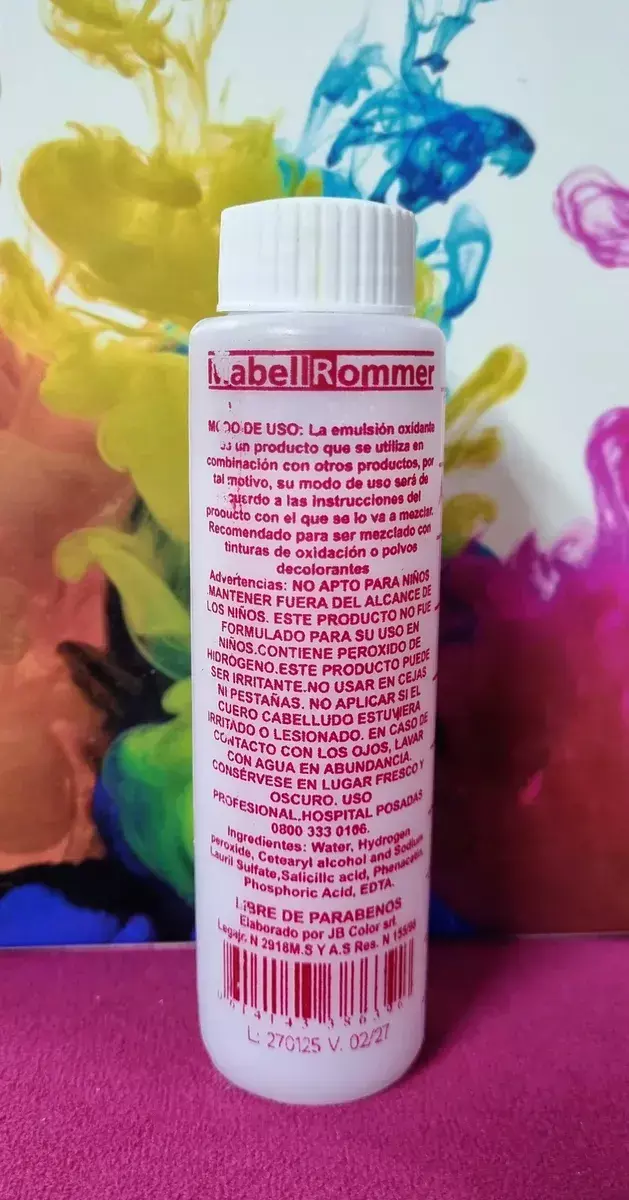 MabellRommer
MODO DE USO: La emulsión oxidante
es un producto que se utiliza en
combinación con otros productos, por
tal motivo, su modo de uso será de
acuerdo a las instrucciones del
producto con el que se lo va a mezclar.
Recomendado para ser mezclado con
tinturas de oxidación o polvos
decolorantes
Advertencias: NO APTO PARA NIÑOS
MANTENER FUERA DEL ALCANCE DE
LOS NIÑOS. ESTE PRODUCTO NO FUE
FORMULADO PARA SU USO EN
NIÑOS.CONTIENE PEROXIDO DE
HIDRÓGENO.ESTE PRODUCTO PUEDE
SER IRRITANTE.NO USAR EN CEJAS
NI PESTAÑAS. NO APLICAR SI EL
CUERO CABELLUDO ESTUVIERA
IRRITADO O LESIONADO. EN CASO DE
CONTACTO CON LOS OJOS, LAVAR
CON AGUA EN ABUNDANCIA.
CONSÉRVESE EN LUGAR FRESCO Y
OSCURO. USO
PROFESIONAL.HOSPITAL POSADAS
0800 333 0166.
Ingredientes: Water, Hydrogen
peroxide, Cetearyl alcohol and Sodium
Lauril Sulfate,Salicilic acid, Phenacetin,
Phosphoric Acid, EDTA.
LIBRE DE PARABENOS
Elaborado por JB Color srl.
Legajo N 2918M.S Y A.S Res. N 155/98
L: 270125 V. 02/27